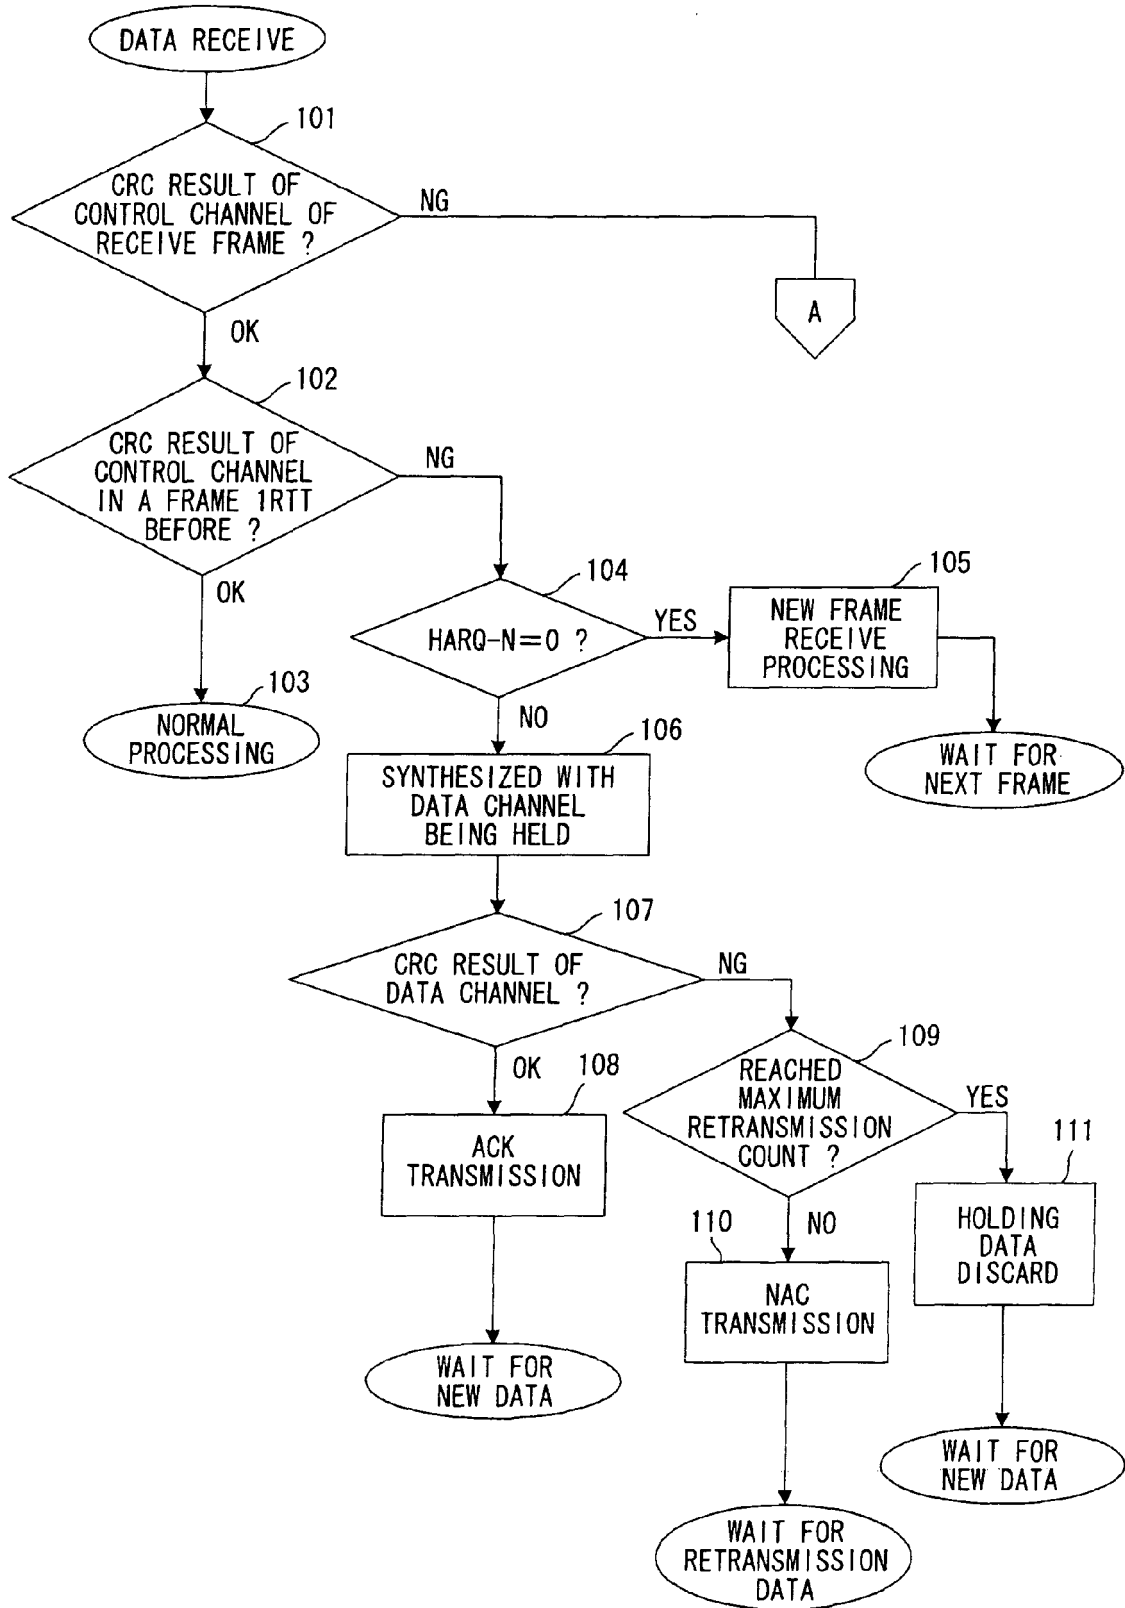 DATA RECEIVE
101
CRC RESULT OF
CONTROL CHANNEL OF
RECEIVE FRAME ?
NG
A
OK
102
CRC RESULT OF
CONTROL CHANNEL
IN A FRAME 1RTT
BEFORE ?
NG
OK
104
HARQ-N=0 ?
YES
105
NEW FRAME
RECEIVE
PROCESSING
103
NORMAL
PROCESSING
NO
106
SYNTHESIZED WITH
DATA CHANNEL
BEING HELD
WAIT FOR
NEXT FRAME
107
CRC RESULT OF
DATA CHANNEL ?
NG
OK
108
ACK
TRANSMISSION
109
REACHED
MAXIMUM
RETRANSMISSION
COUNT ?
YES
111
HOLDING
DATA
DISCARD
NO
110
NAC
TRANSMISSION
WAIT FOR
NEW DATA
WAIT FOR
NEW DATA
WAIT FOR
RETRANSMISSION
DATA